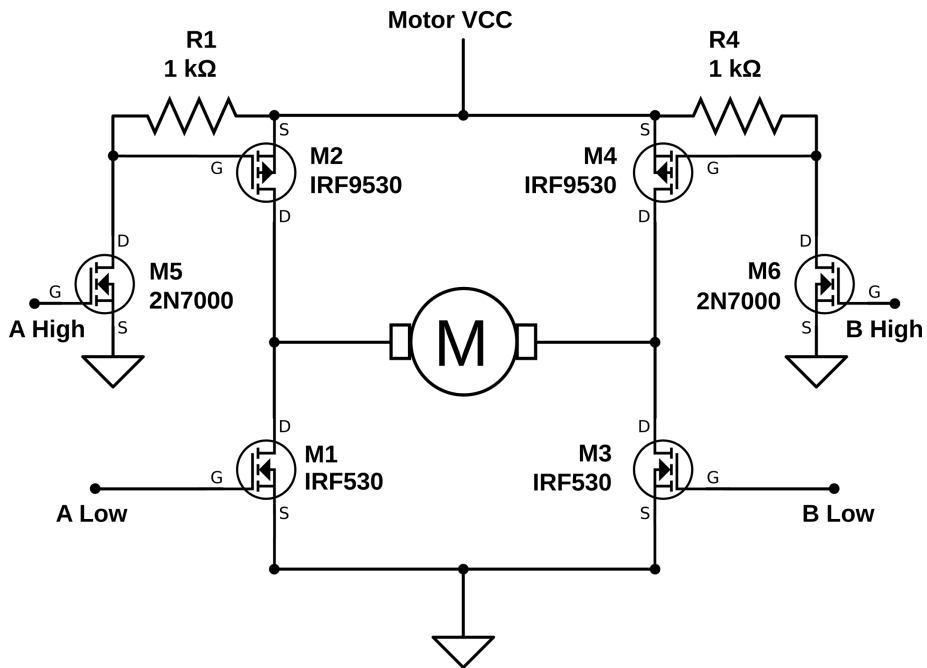 Motor VCC
R1
1 kΩ
R4
1 kΩ
S
S
G
M2
IRF9530
M4
IRF9530
G
D
D
D
D
M5
2N7000
M6
2N7000
G
G
A High
S
S
B High
M
D
D
G
M1
IRF530
M3
IRF530
G
A Low
S
S
B Low